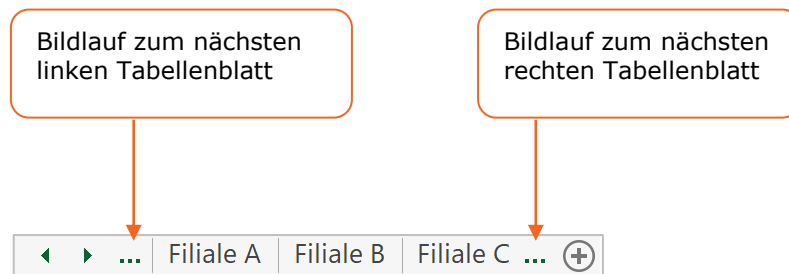 Bildlauf zum nächsten
linken Tabellenblatt
Bildlauf zum nächsten
rechten Tabellenblatt
... Filiale A Filiale B Filiale C ...